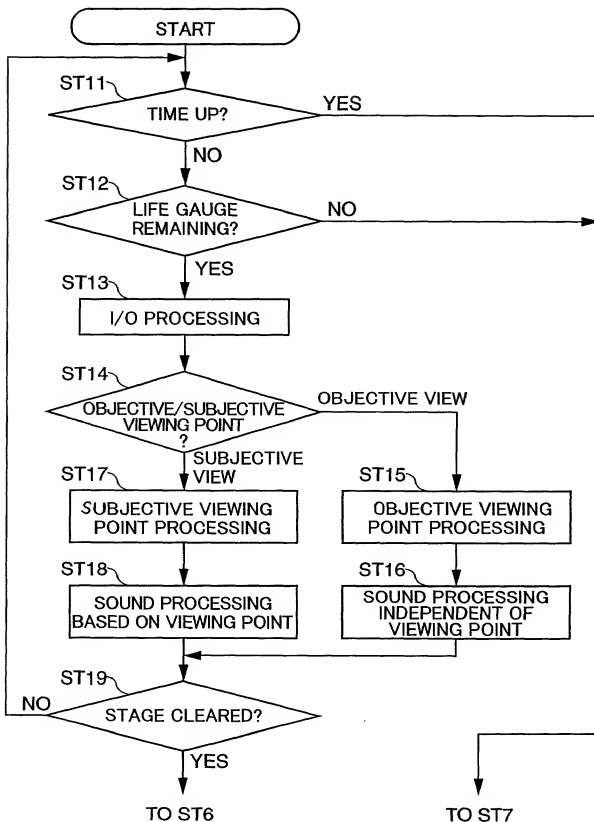 START
ST11
TIME UP?
YES
NO
ST12
LIFE GAUGE
REMAINING?
NO
YES
ST13
I/O PROCESSING
ST14
OBJECTIVE/SUBJECTIVE
VIEWING POINT
?
OBJECTIVE VIEW
SUBJECTIVE
VIEW
ST17
SUBJECTIVE VIEWING
POINT PROCESSING
ST15
OBJECTIVE VIEWING
POINT PROCESSING
ST18
SOUND PROCESSING
BASED ON VIEWING POINT
ST16
SOUND PROCESSING
INDEPENDENT OF
VIEWING POINT
ST19
NO
STAGE CLEARED?
YES
TO ST6
TO ST7